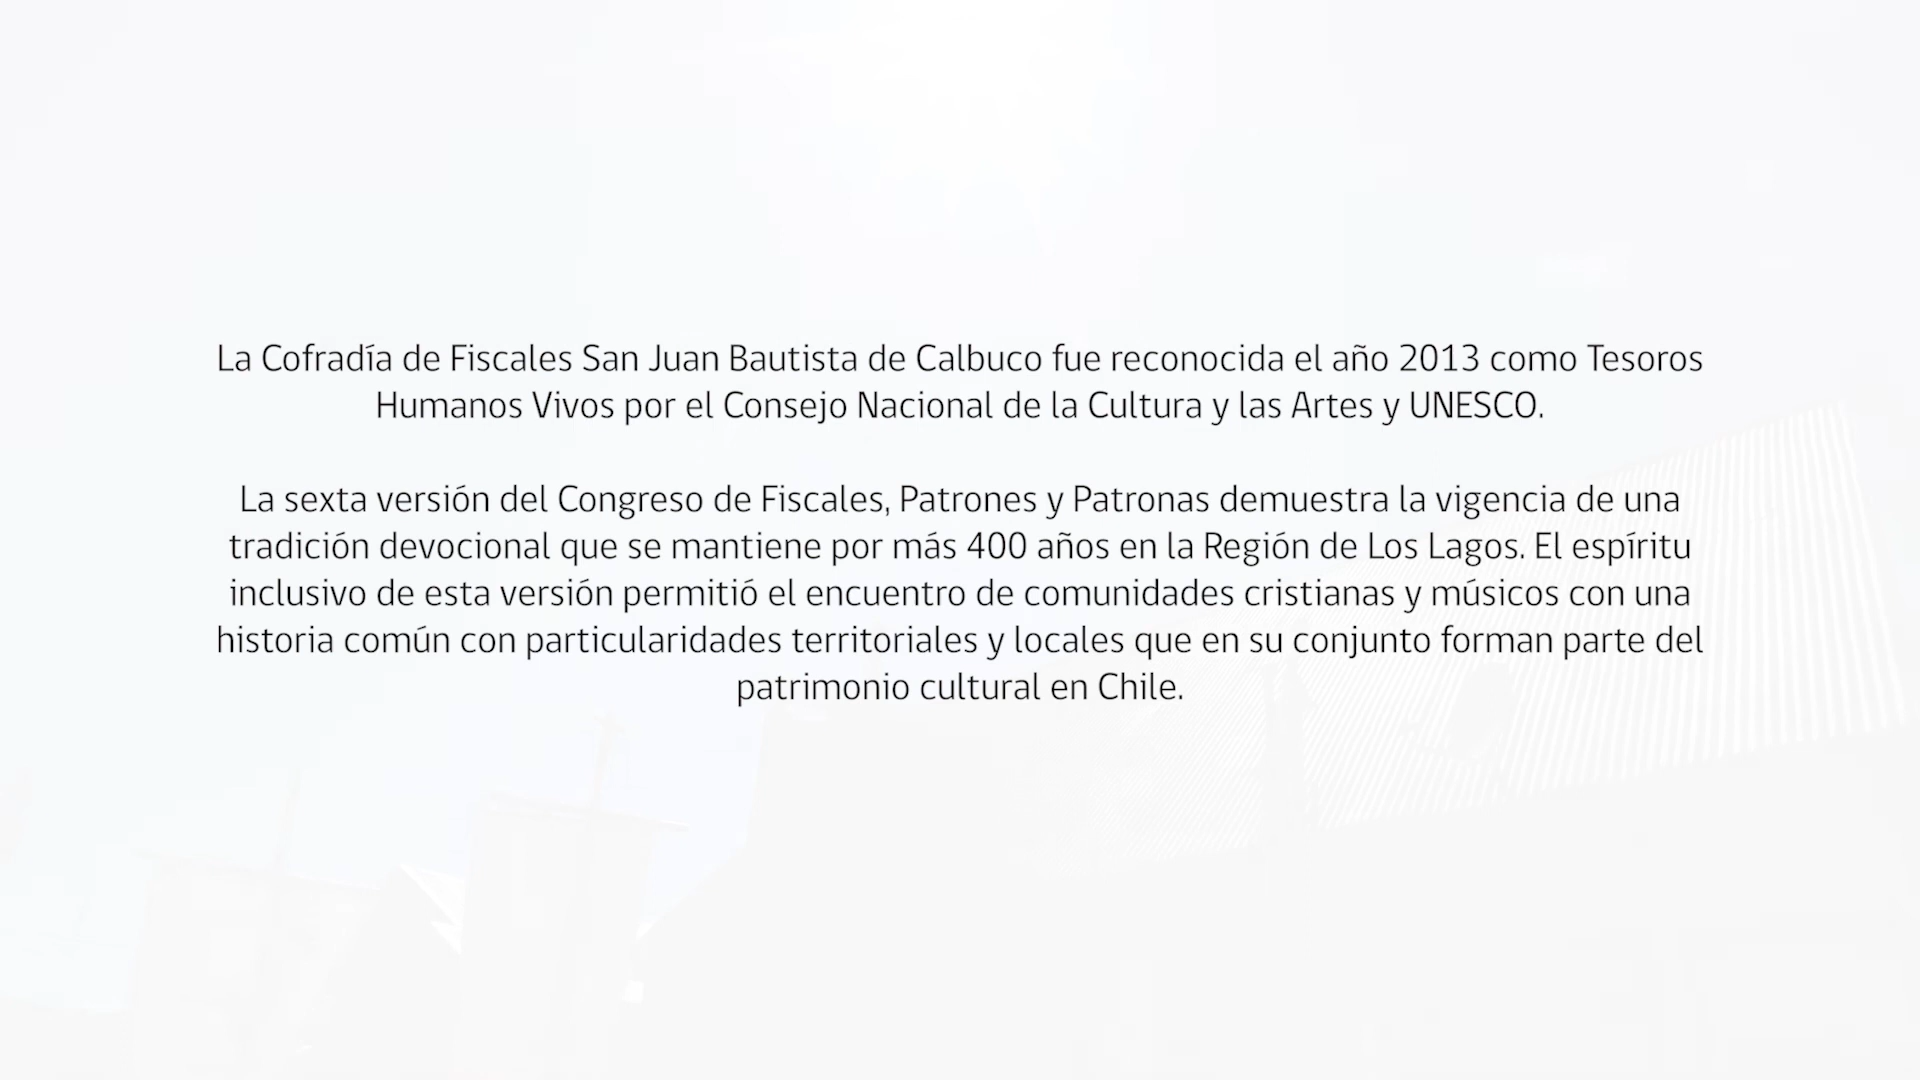 La Cofradía de Fiscales San Juan Bautista de Calbuco fue reconocida el año 2013 como Tesoros
Humanos Vivos por el Consejo Nacional de la Cultura y las Artes y UNESCO.
La sexta versión del Congreso de Fiscales, Patrones y Patronas demuestra la vigencia de una
tradición devocional que se mantiene por más 400 años en la Región de Los Lagos. El espíritu
inclusivo de esta versión permitió el encuentro de comunidades cristianas y músicos con una
historia común con particularidades territoriales y locales que en su conjunto forman parte del
patrimonio cultural en Chile.